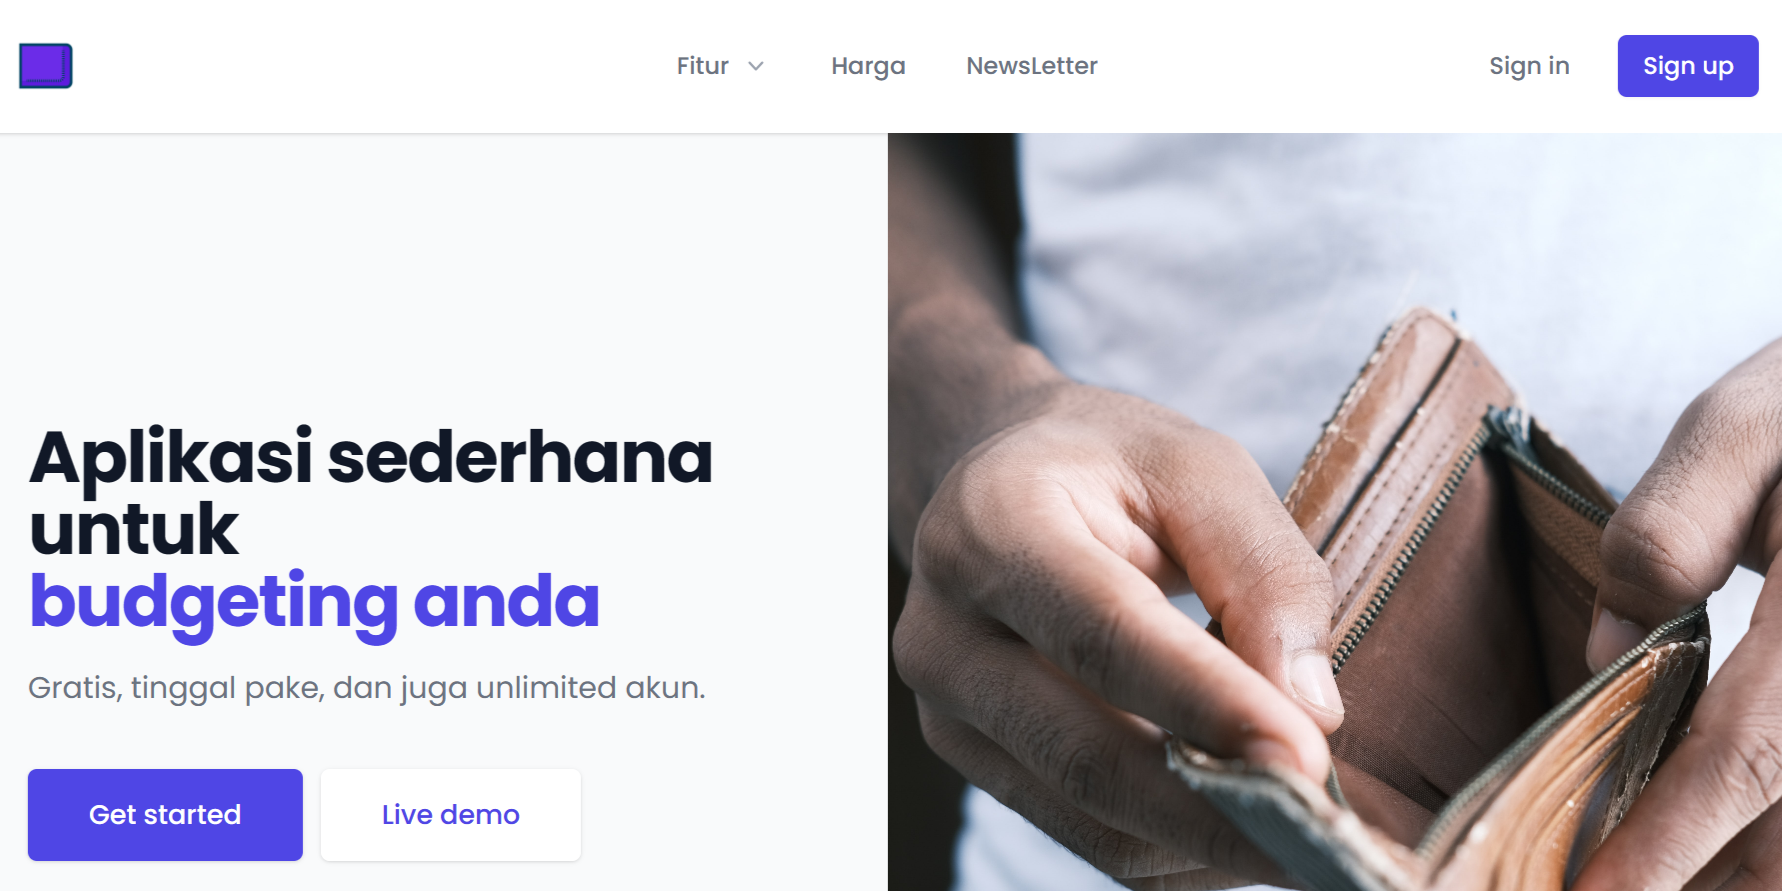 Fitur
Harga
NewsLetter
Sign in
Sign up
Aplikasi sederhana
untuk
budgeting anda
Gratis, tinggal pake, dan juga unlimited akun.
Get started
Live demo